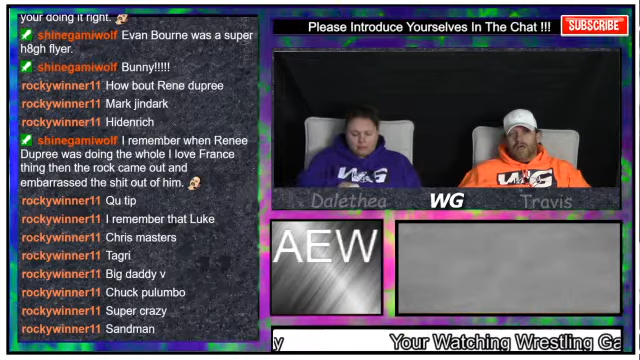 your doing it right.
shinegamiwolf Evan Bourne was a super
h8gh flyer.
shinegamiwolf Bunny!!!!!
rockywinner11 How bout Rene dupree
rockywinner11 Mark jindark
rockywinner11 Hidenrich
shinegamiwolf I remember when Renee
Dupree was doing the whole I love France
thing then the rock came out and
embarrassed the shit out of him.
rockywinner11 Qu tip
rockywinner11 I remember that Luke
rockywinner11 Chris masters
rockywinner11 Tagri
rockywinner11 Big daddy v
rockywinner11 Chuck pulumbo
rockywinner11 Super crazy
rockywinner11 Sandman
Please Introduce Yourselves In The Chat !!!
SUBSCRIBE
WG
WG
Dalethea
WG
Travis
AEW
y
Your Watching Wrestling Ga